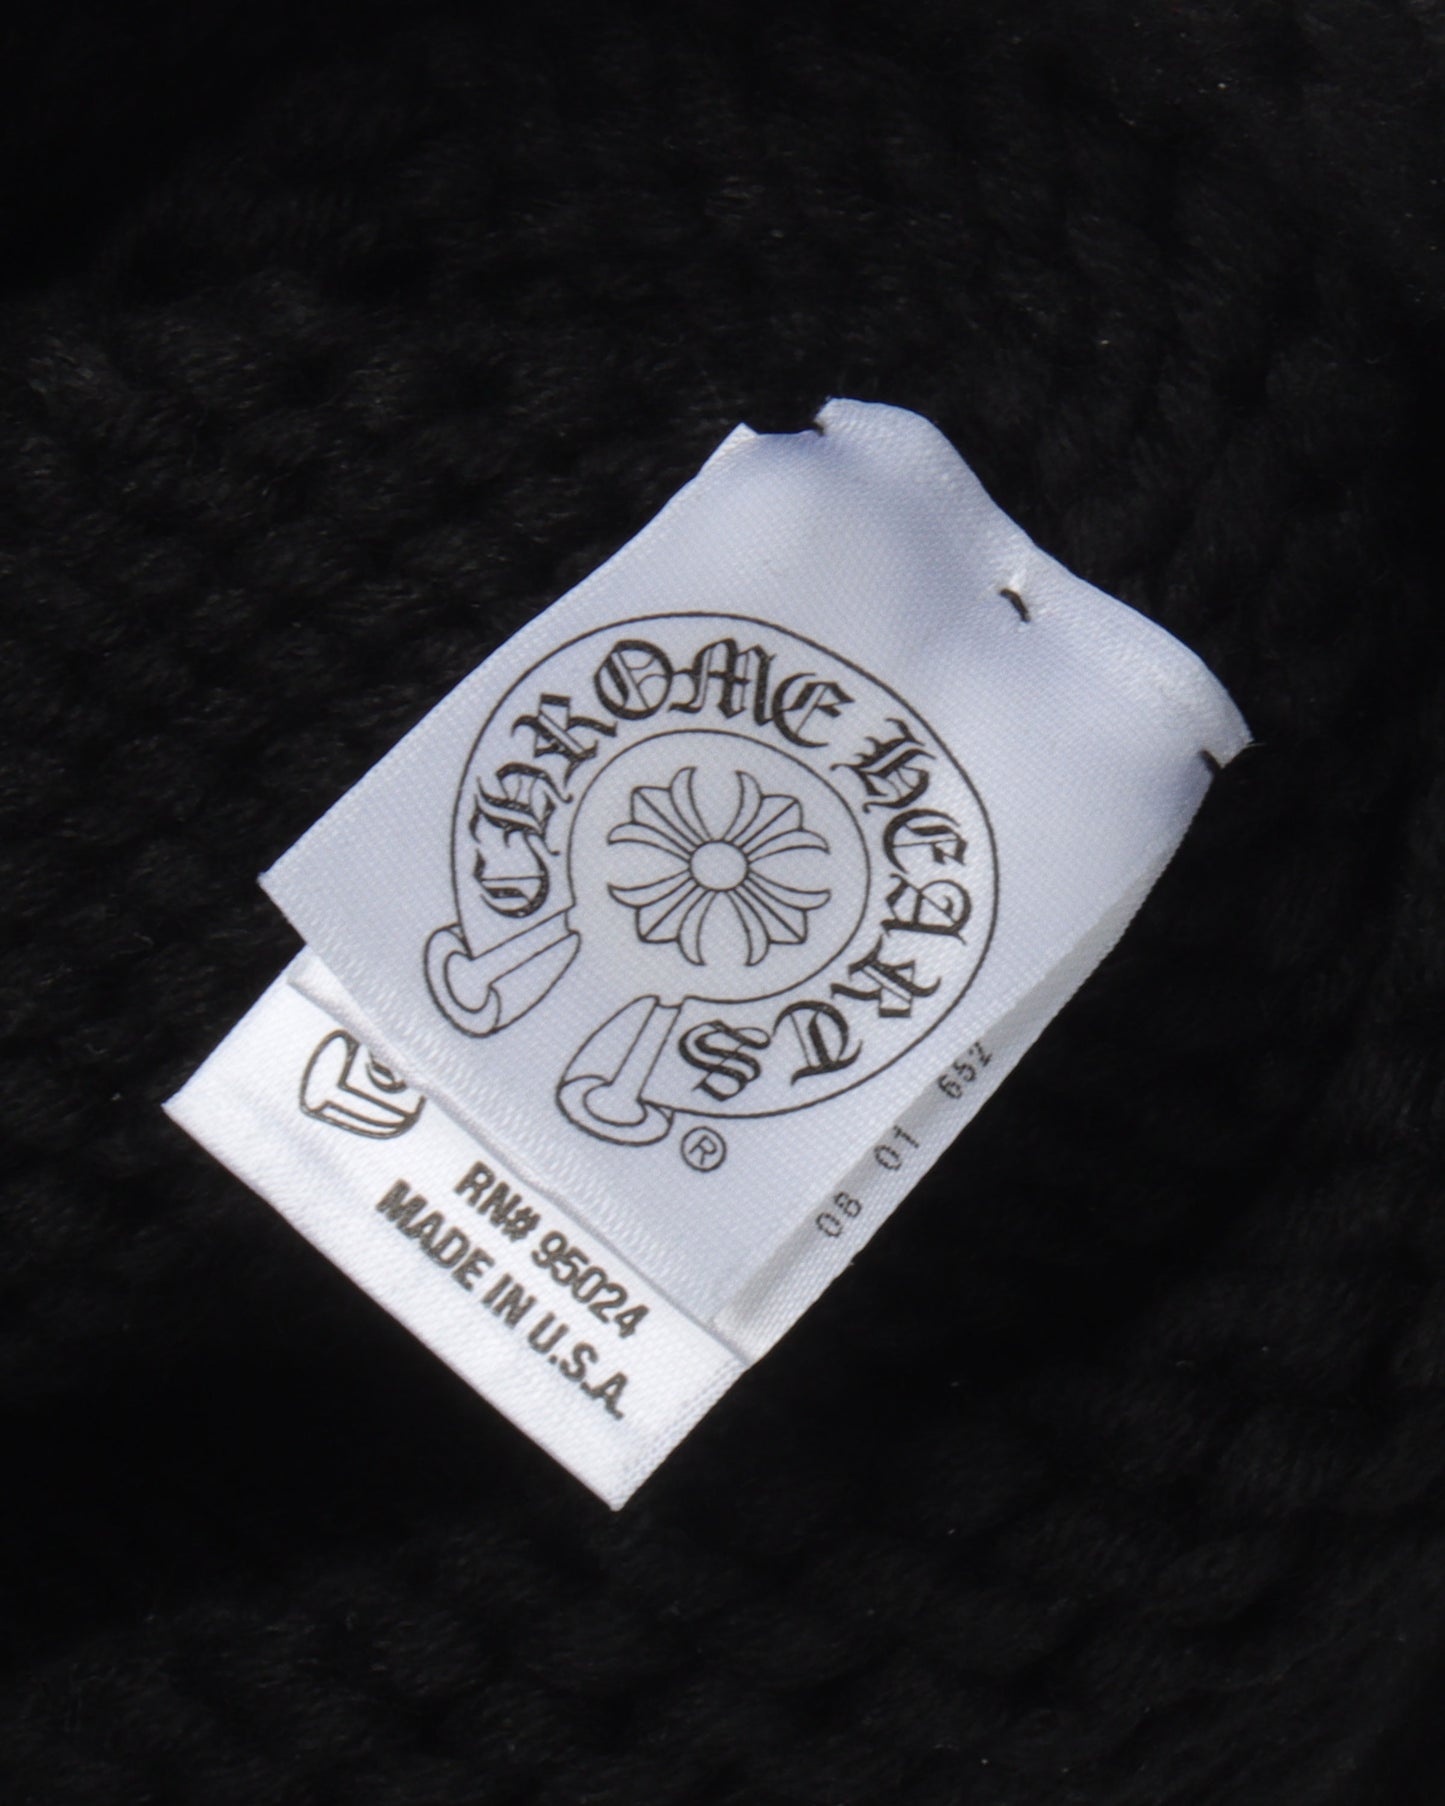 CHROME HEARTS
®
RN# 95024
MADE IN U.S.A.
08 01 652